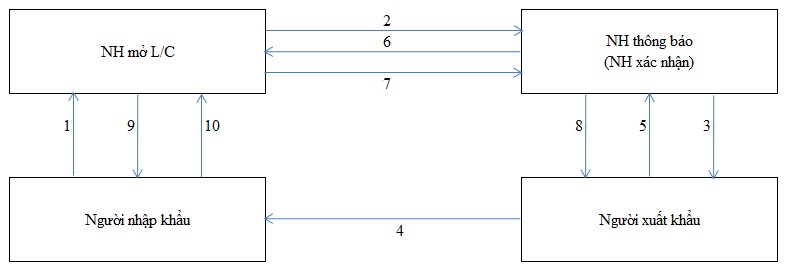 2
NH mở L/C
6
NH thông báo
(NH xác nhận)
7
1
9
10
8
5
3
Người nhập khẩu
4
Người xuất khẩu